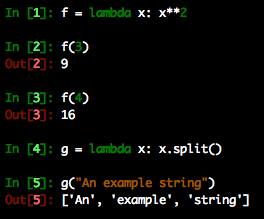 In [1]: f = lambda x: x**2
In [2]: f(3)
Out[2]: 9
In [3]: f(4)
Out[3]: 16
In [4]: g = lambda x: x.split()
In [5]: g("An example string")
Out[5]: ['An', 'example', 'string']